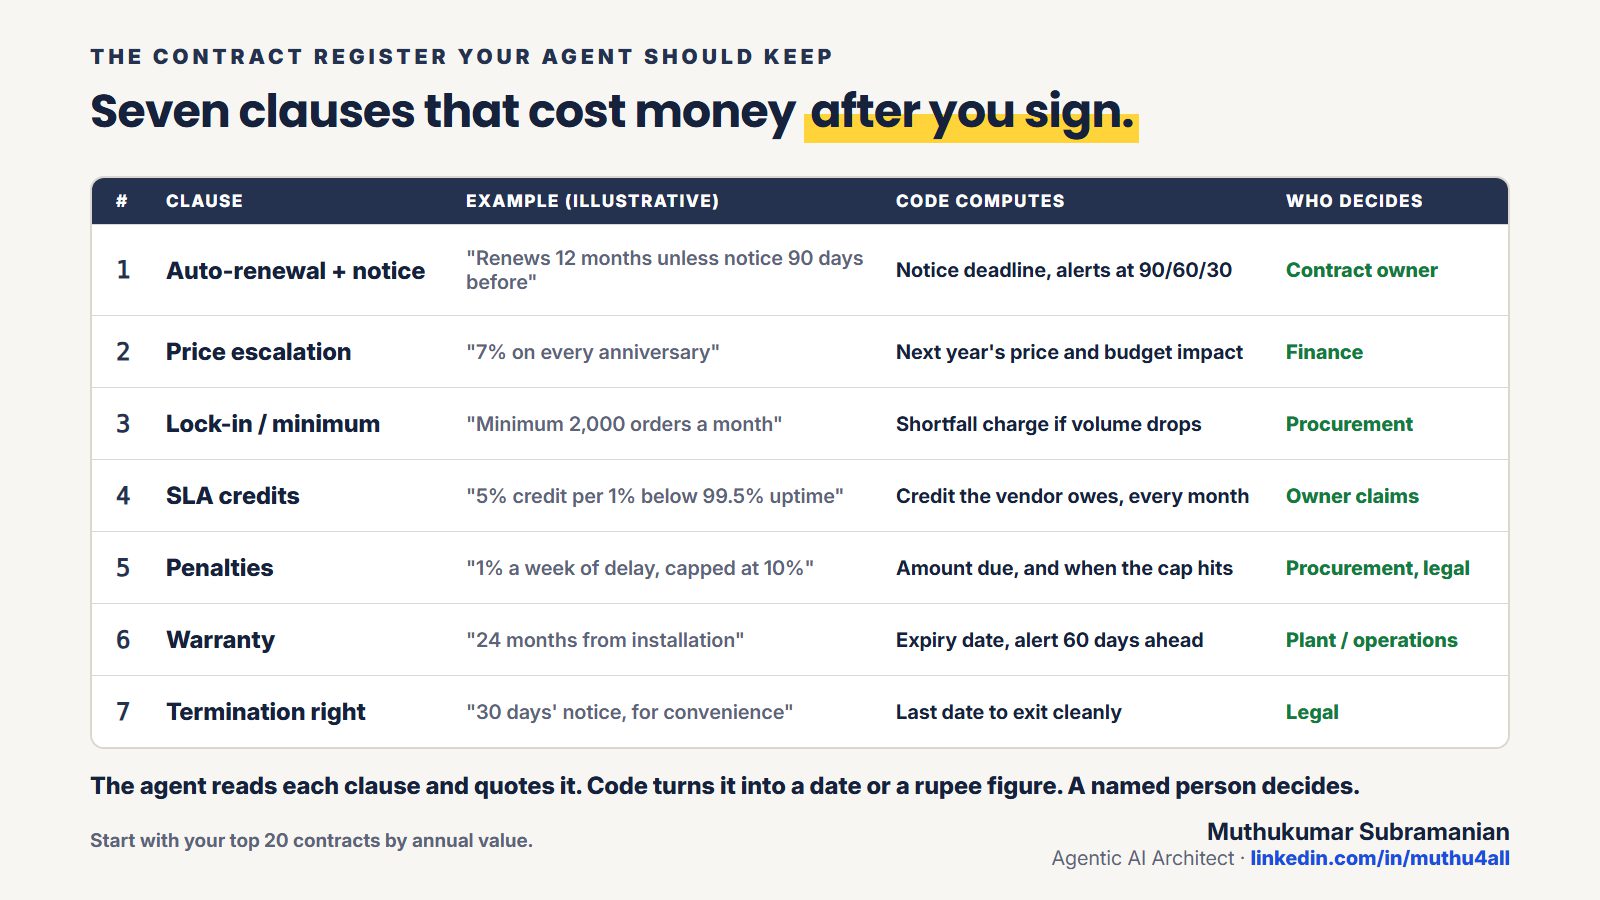 THE CONTRACT REGISTER YOUR AGENT SHOULD KEEP
Seven clauses that cost money after you sign.
# CLAUSE EXAMPLE (ILLUSTRATIVE) CODE COMPUTES WHO DECIDES
1 Auto-renewal + notice "Renews 12 months unless notice 90 days before" Notice deadline, alerts at 90/60/30 Contract owner
2 Price escalation "7% on every anniversary" Next year's price and budget impact Finance
3 Lock-in / minimum "Minimum 2,000 orders a month" Shortfall charge if volume drops Procurement
4 SLA credits "5% credit per 1% below 99.5% uptime" Credit the vendor owes, every month Owner claims
5 Penalties "1% a week of delay, capped at 10%" Amount due, and when the cap hits Procurement, legal
6 Warranty "24 months from installation" Expiry date, alert 60 days ahead Plant / operations
7 Termination right "30 days' notice, for convenience" Last date to exit cleanly Legal
The agent reads each clause and quotes it. Code turns it into a date or a rupee figure. A named person decides.
Start with your top 20 contracts by annual value.
Muthukumar Subramanian
Agentic AI Architect · linkedin.com/in/muthu4all